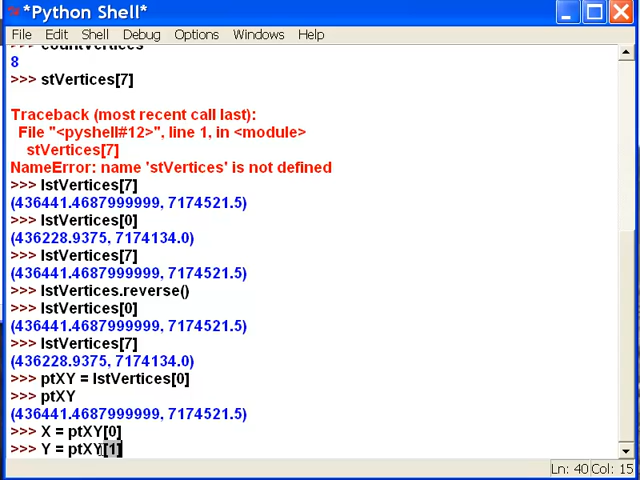 *Python Shell*
File Edit Shell Debug Options Windows Help
countVertices
8
>>> stVertices[7]
Traceback (most recent call last):
File "<pyshell#12>", line 1, in <module>
stVertices[7]
NameError: name 'stVertices' is not defined
>>> lstVertices[7]
(436441.4687999999, 7174521.5)
>>> lstVertices[0]
(436228.9375, 7174134.0)
>>> lstVertices[7]
(436441.4687999999, 7174521.5)
>>> lstVertices.reverse()
>>> lstVertices[0]
(436441.4687999999, 7174521.5)
>>> lstVertices[7]
(436228.9375, 7174134.0)
>>> ptXY = lstVertices[0]
>>> ptXY
(436441.4687999999, 7174521.5)
>>> X = ptXY[0]
>>> Y = ptXY[1]
Ln: 40 Col: 15